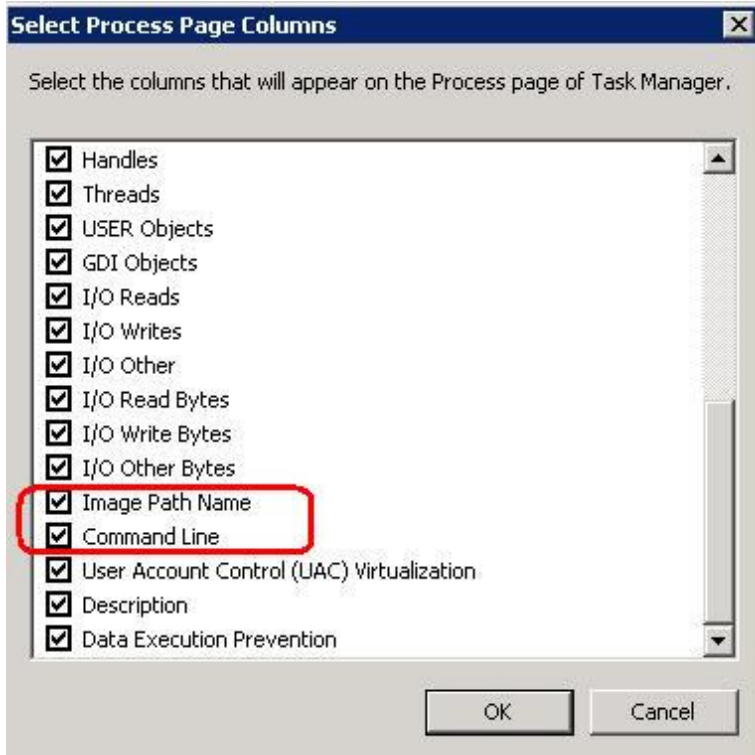 Select Process Page Columns
Select the columns that will appear on the Process page of Task Manager.
Handles
Threads
USER Objects
GDI Objects
I/O Reads
I/O Writes
I/O Other
I/O Read Bytes
I/O Write Bytes
I/O Other Bytes
Image Path Name
Command Line
User Account Control (UAC) Virtualization
Description
Data Execution Prevention
OK
Cancel